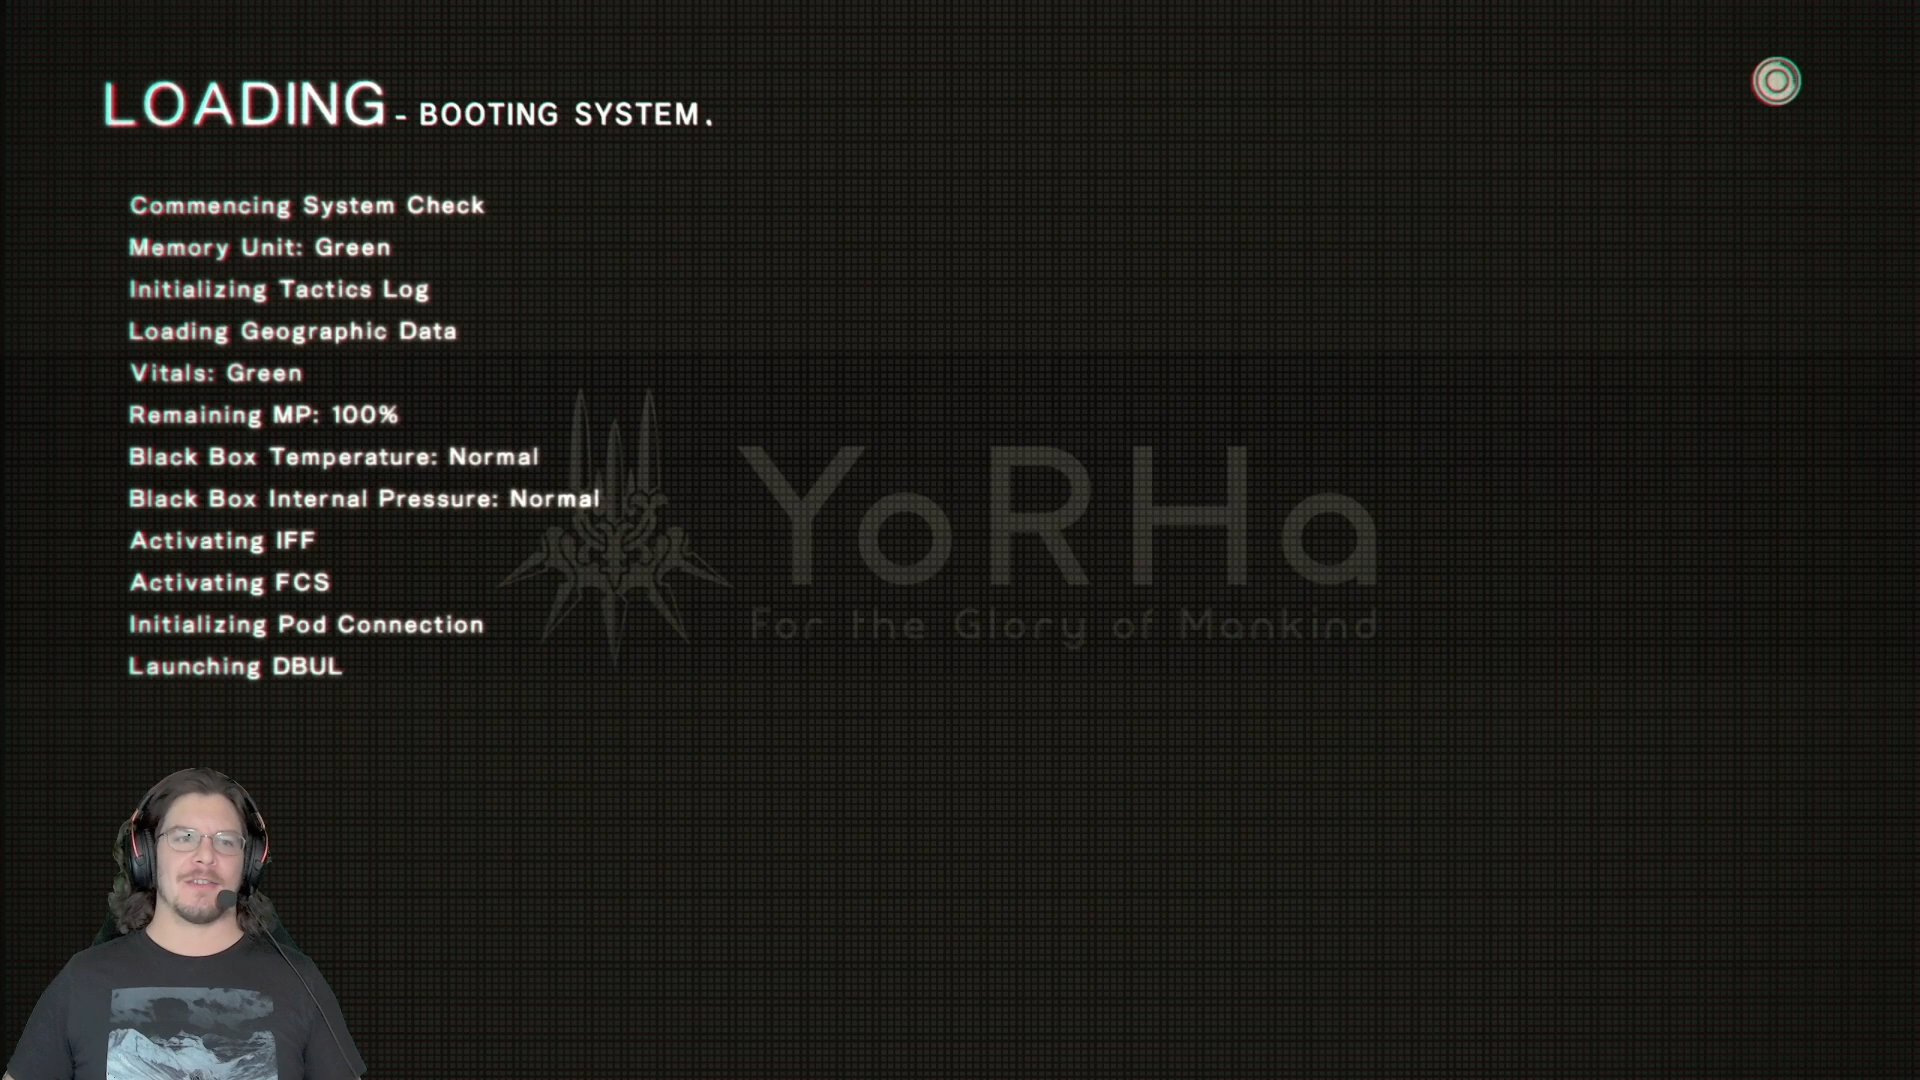 LOADING - BOOTING SYSTEM.
Commencing System Check
Memory Unit: Green
Initializing Tactics Log
Loading Geographic Data
Vitals: Green
Remaining MP: 100%
Black Box Temperature: Normal
Black Box Internal Pressure: Normal
Activating IFF
Activating FCS
Initializing Pod Connection
Launching DBUL
YoRHa
For the Glory of Mankind